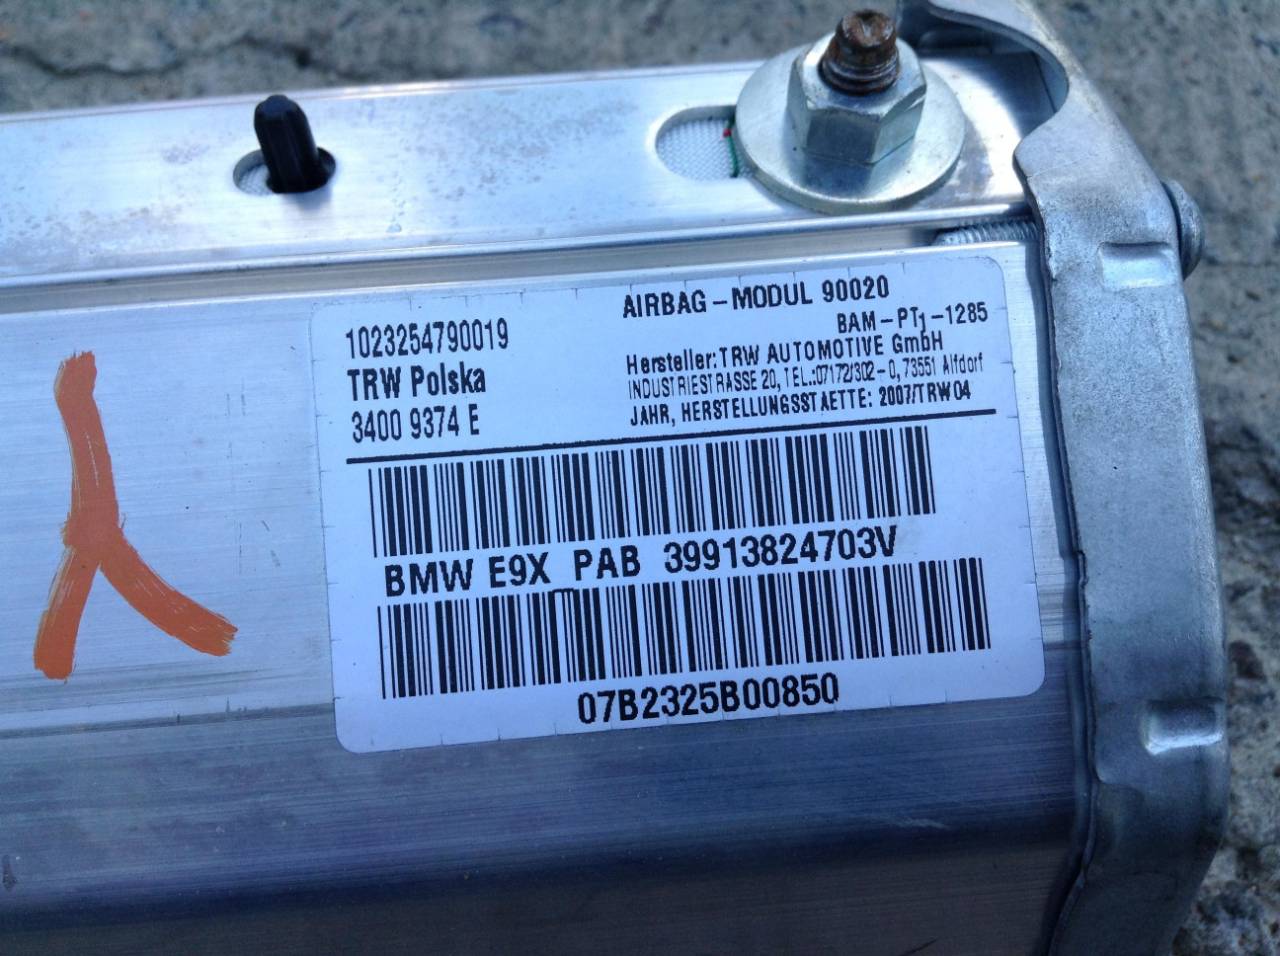 1023254790019
TRW Polska
3400 9374 E
AIRBAG-MODUL 90020
BAM-PT1-1285
Hersteller: TRW AUTOMOTIVE GmbH
INDUSTRIESTRASSE 20, TEL.:07172/302-0, 73551 Alfdorf
JAHR, HERSTELLUNGSSTAETTE: 2007/TRW04
BMW E9X PAB 39913824703V
07B2325B00850